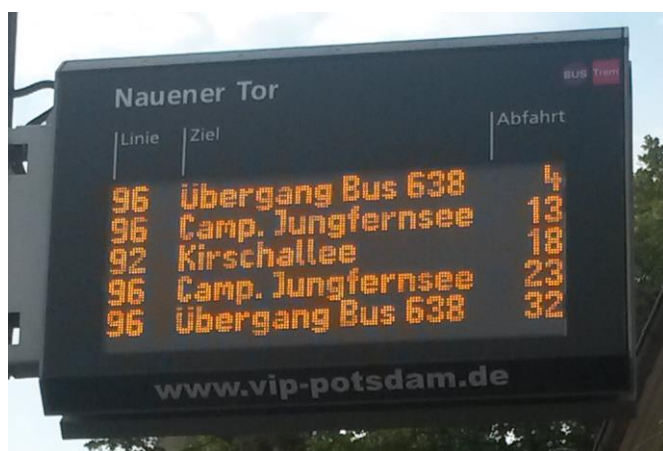 Nauener Tor BUS Tram
Linie Ziel Abfahrt
96 Übergang Bus 638 4
96 Camp. Jungfernsee 13
92 Kirschallee 18
96 Camp. Jungfernsee 23
96 Übergang Bus 638 32
www.vip-potsdam.de